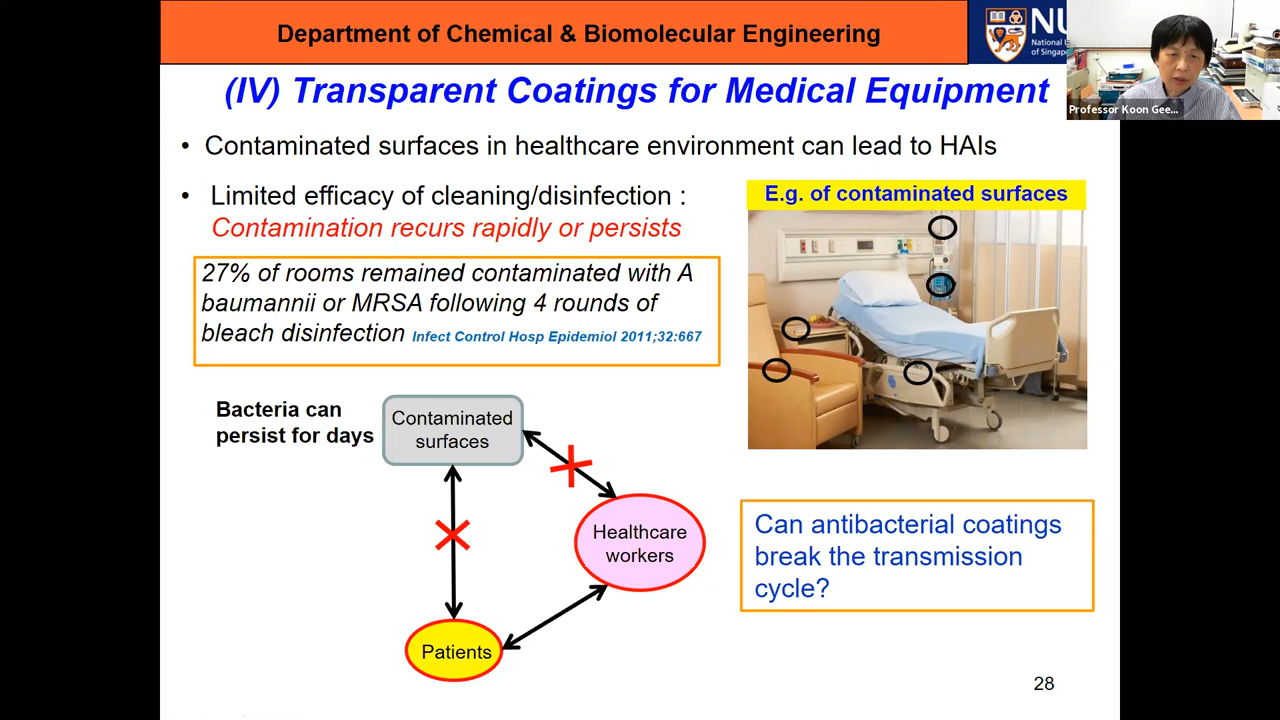 Department of Chemical & Biomolecular Engineering
NU
National U
of Singap
Professor Koon Gee...
(IV) Transparent Coatings for Medical Equipment
• Contaminated surfaces in healthcare environment can lead to HAIs
• Limited efficacy of cleaning/disinfection :
Contamination recurs rapidly or persists
E.g. of contaminated surfaces
27% of rooms remained contaminated with A
baumannii or MRSA following 4 rounds of
bleach disinfection Infect Control Hosp Epidemiol 2011;32:667
Bacteria can
persist for days
Contaminated
surfaces
Healthcare
workers
Patients
Can antibacterial coatings
break the transmission
cycle?
28